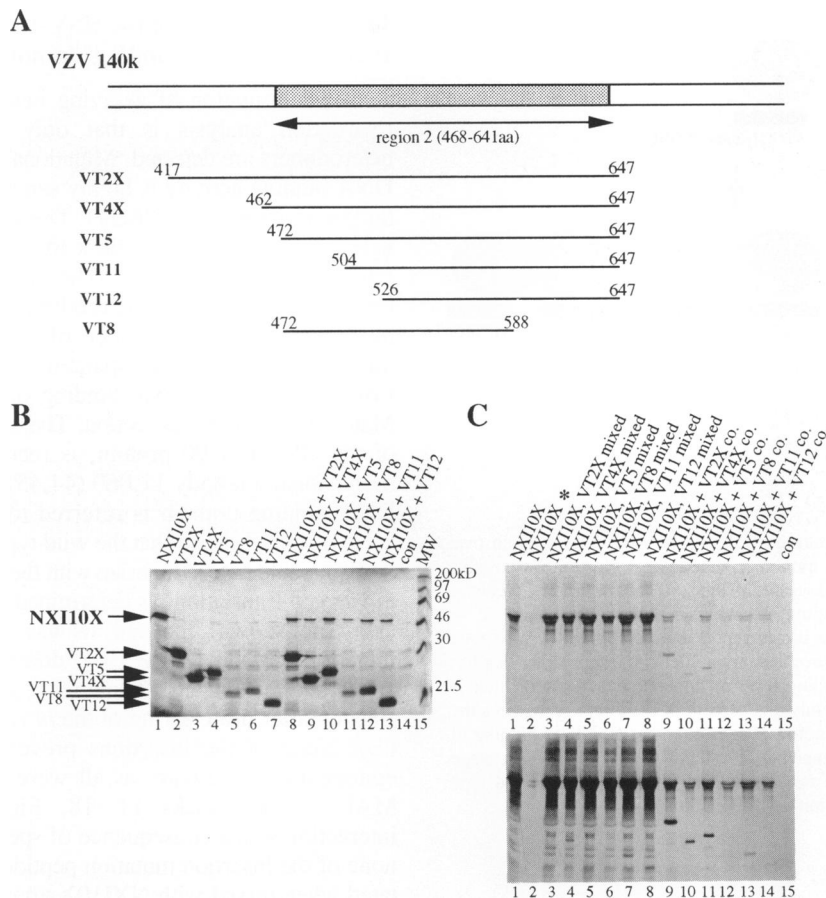 A
VZV 140k
region 2 (468-641aa)
417 647
VT2X
462 647
VT4X
472 647
VT5
504 647
VT11
526 647
VT12
472 588
VT8
B
NXI10X
VT2X
VT4X
VT5
VT8
VT11
VT12
NXI10X + VT2X
NXI10X + VT4X
NXI10X + VT5
NXI10X + VT8
NXI10X + VT11
NXI10X + VT12
con
MW
200kD
97
69
46
30
21.5
NXI10X
VT2X
VT5
VT4X
VT11
VT8
VT12
1 2 3 4 5 6 7 8 9 10 11 12 13 14 15
C
NXI10X
NXI10X *
NXI10X, VT2X mixed
NXI10X, VT4X mixed
NXI10X, VT5 mixed
NXI10X, VT8 mixed
NXI10X, VT11 mixed
NXI10X, VT12 mixed
NXI10X + VT2X co.
NXI10X + VT4X co.
NXI10X + VT5 co.
NXI10X + VT8 co.
NXI10X + VT11 co.
NXI10X + VT12 co.
con
1 2 3 4 5 6 7 8 9 10 11 12 13 14 15
1 2 3 4 5 6 7 8 9 10 11 12 13 14 15